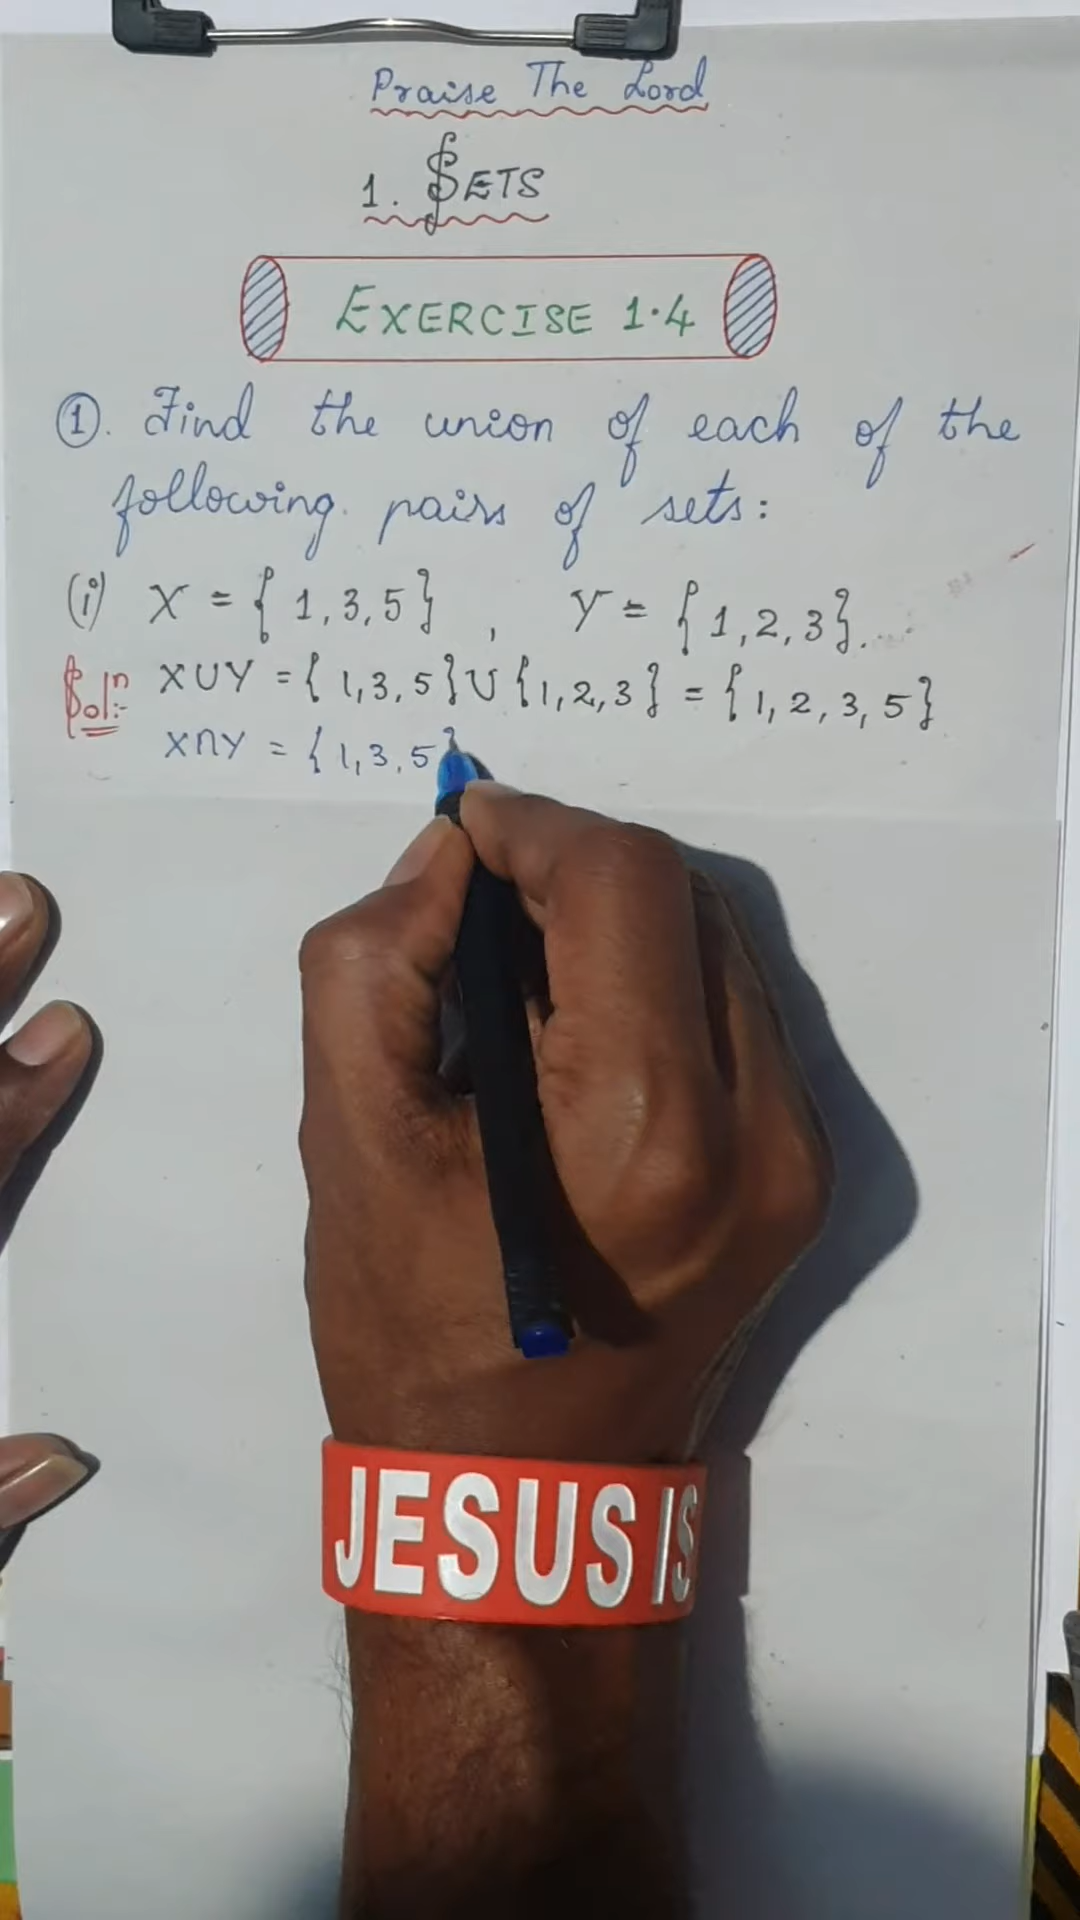 Praise The Lord
1. SETS
EXERCISE 1.4
①. Find the union of each of the
following pairs of sets:
(i) X = { 1, 3, 5 } , Y = { 1, 2, 3 }.
Solⁿ:- X∪Y = { 1, 3, 5 } ∪ { 1, 2, 3 } = { 1, 2, 3, 5 }
X∩Y = { 1, 3, 5 }
JESUS IS